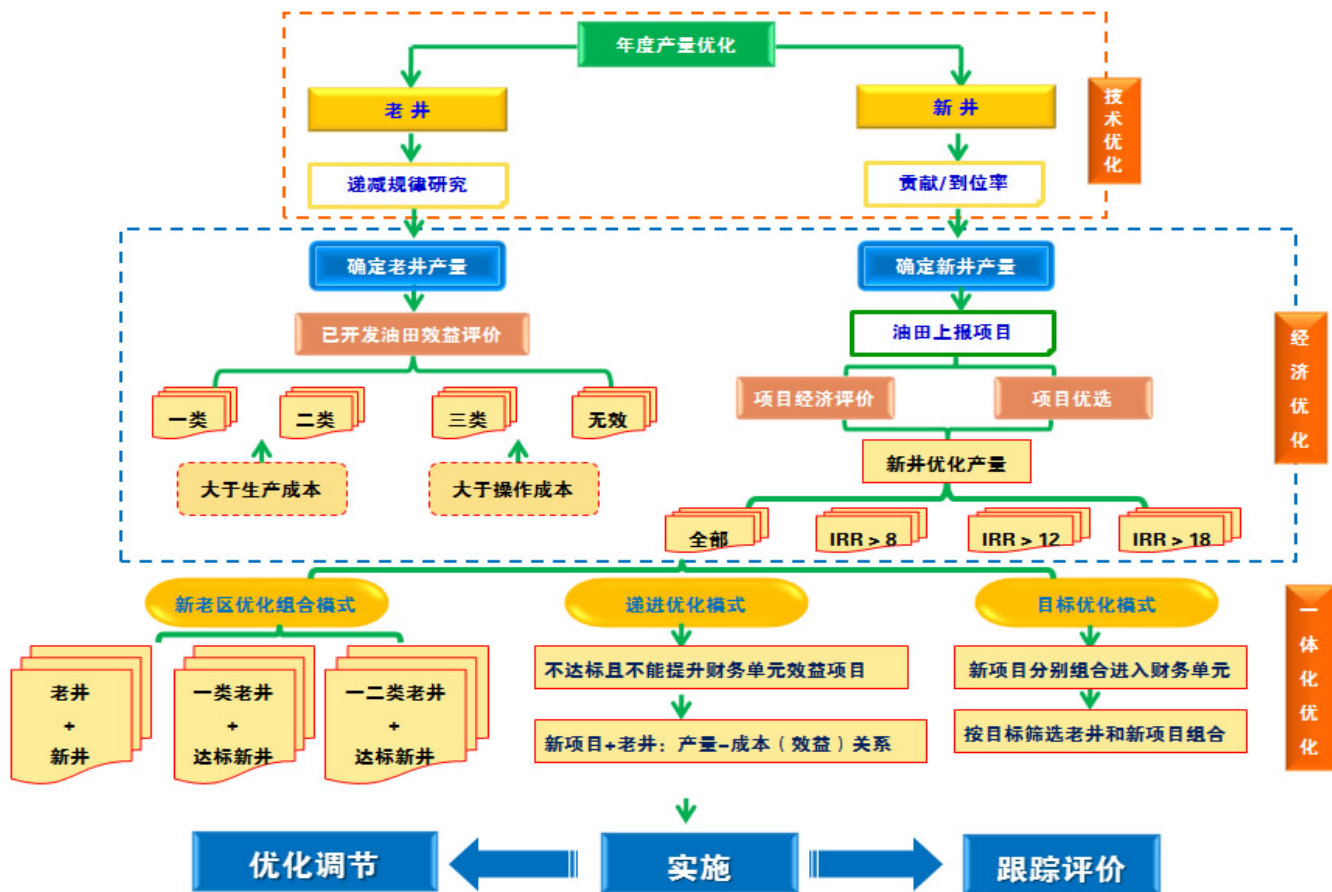 年度产量优化
老 井
新 井
技术优化
递减规律研究
贡献/到位率
确定老井产量
确定新井产量
已开发油田效益评价
油田上报项目
经济优化
项目经济评价
项目优选
一类
二类
三类
无效
新井优化产量
大于生产成本
大于操作成本
全部
IRR > 8
IRR > 12
IRR > 18
新老区优化组合模式
递进优化模式
目标优化模式
一体化优化
老井
+
新井
一类老井
+
达标新井
一二类老井
+
达标新井
不达标且不能提升财务单元效益项目
新项目分别组合进入财务单元
新项目+老井：产量–成本（效益）关系
按目标筛选老井和新项目组合
优化调节
实施
跟踪评价